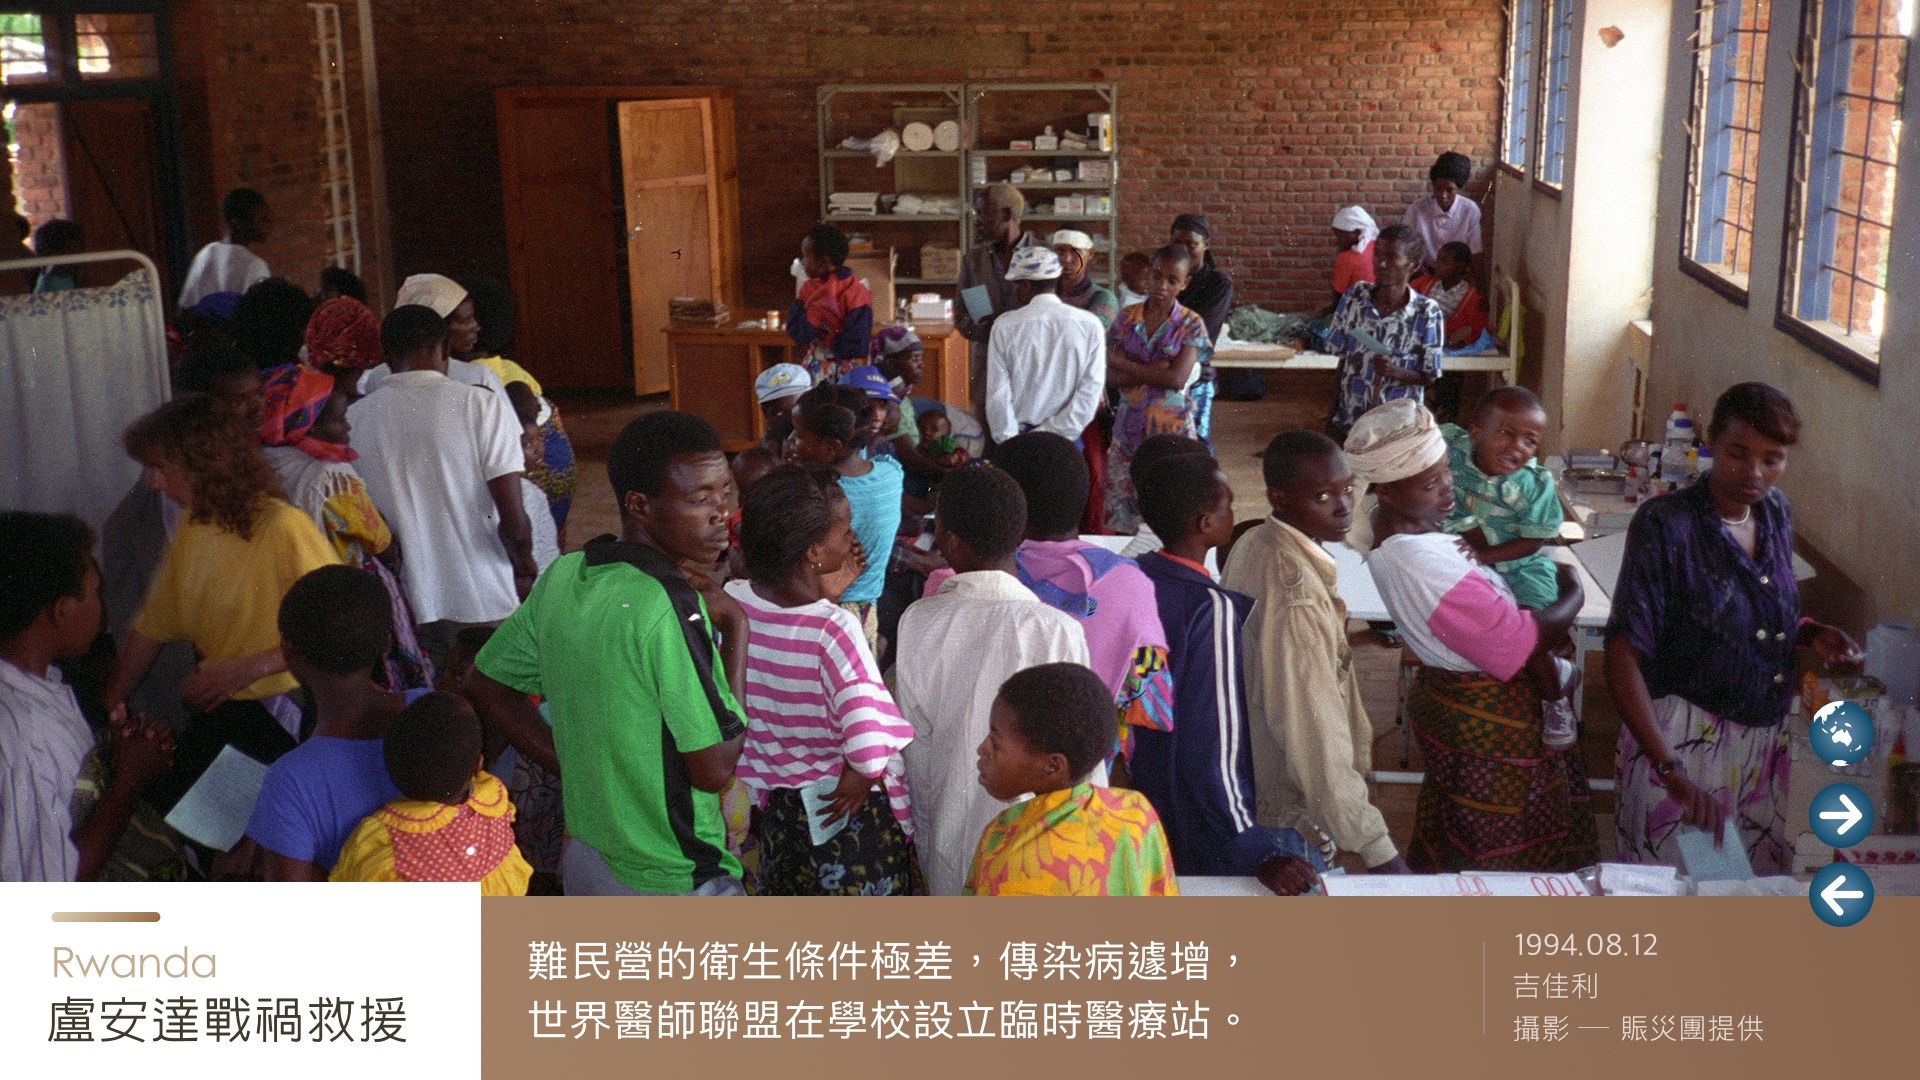 Rwanda
盧安達戰禍救援
難民營的衛生條件極差，傳染病遽增，
世界醫師聯盟在學校設立臨時醫療站。
1994.08.12
吉佳利
攝影 — 賑災團提供